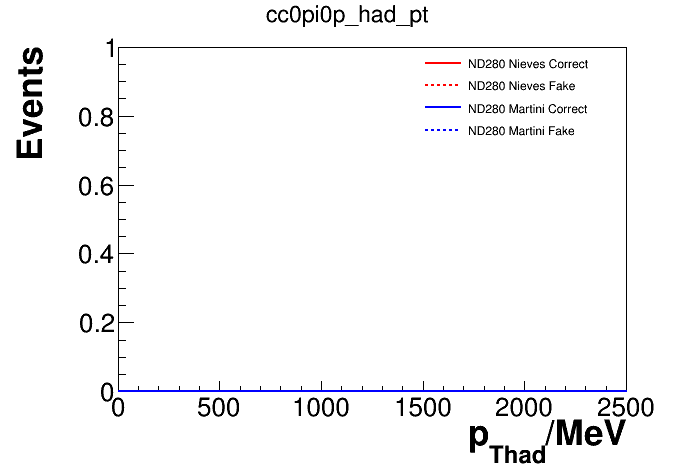 cc0pi0p_had_pt
Events
1
0.8
0.6
0.4
0.2
0
ND280 Nieves Correct
ND280 Nieves Fake
ND280 Martini Correct
ND280 Martini Fake
0 500 1000 1500 2000 2500
pThad/MeV